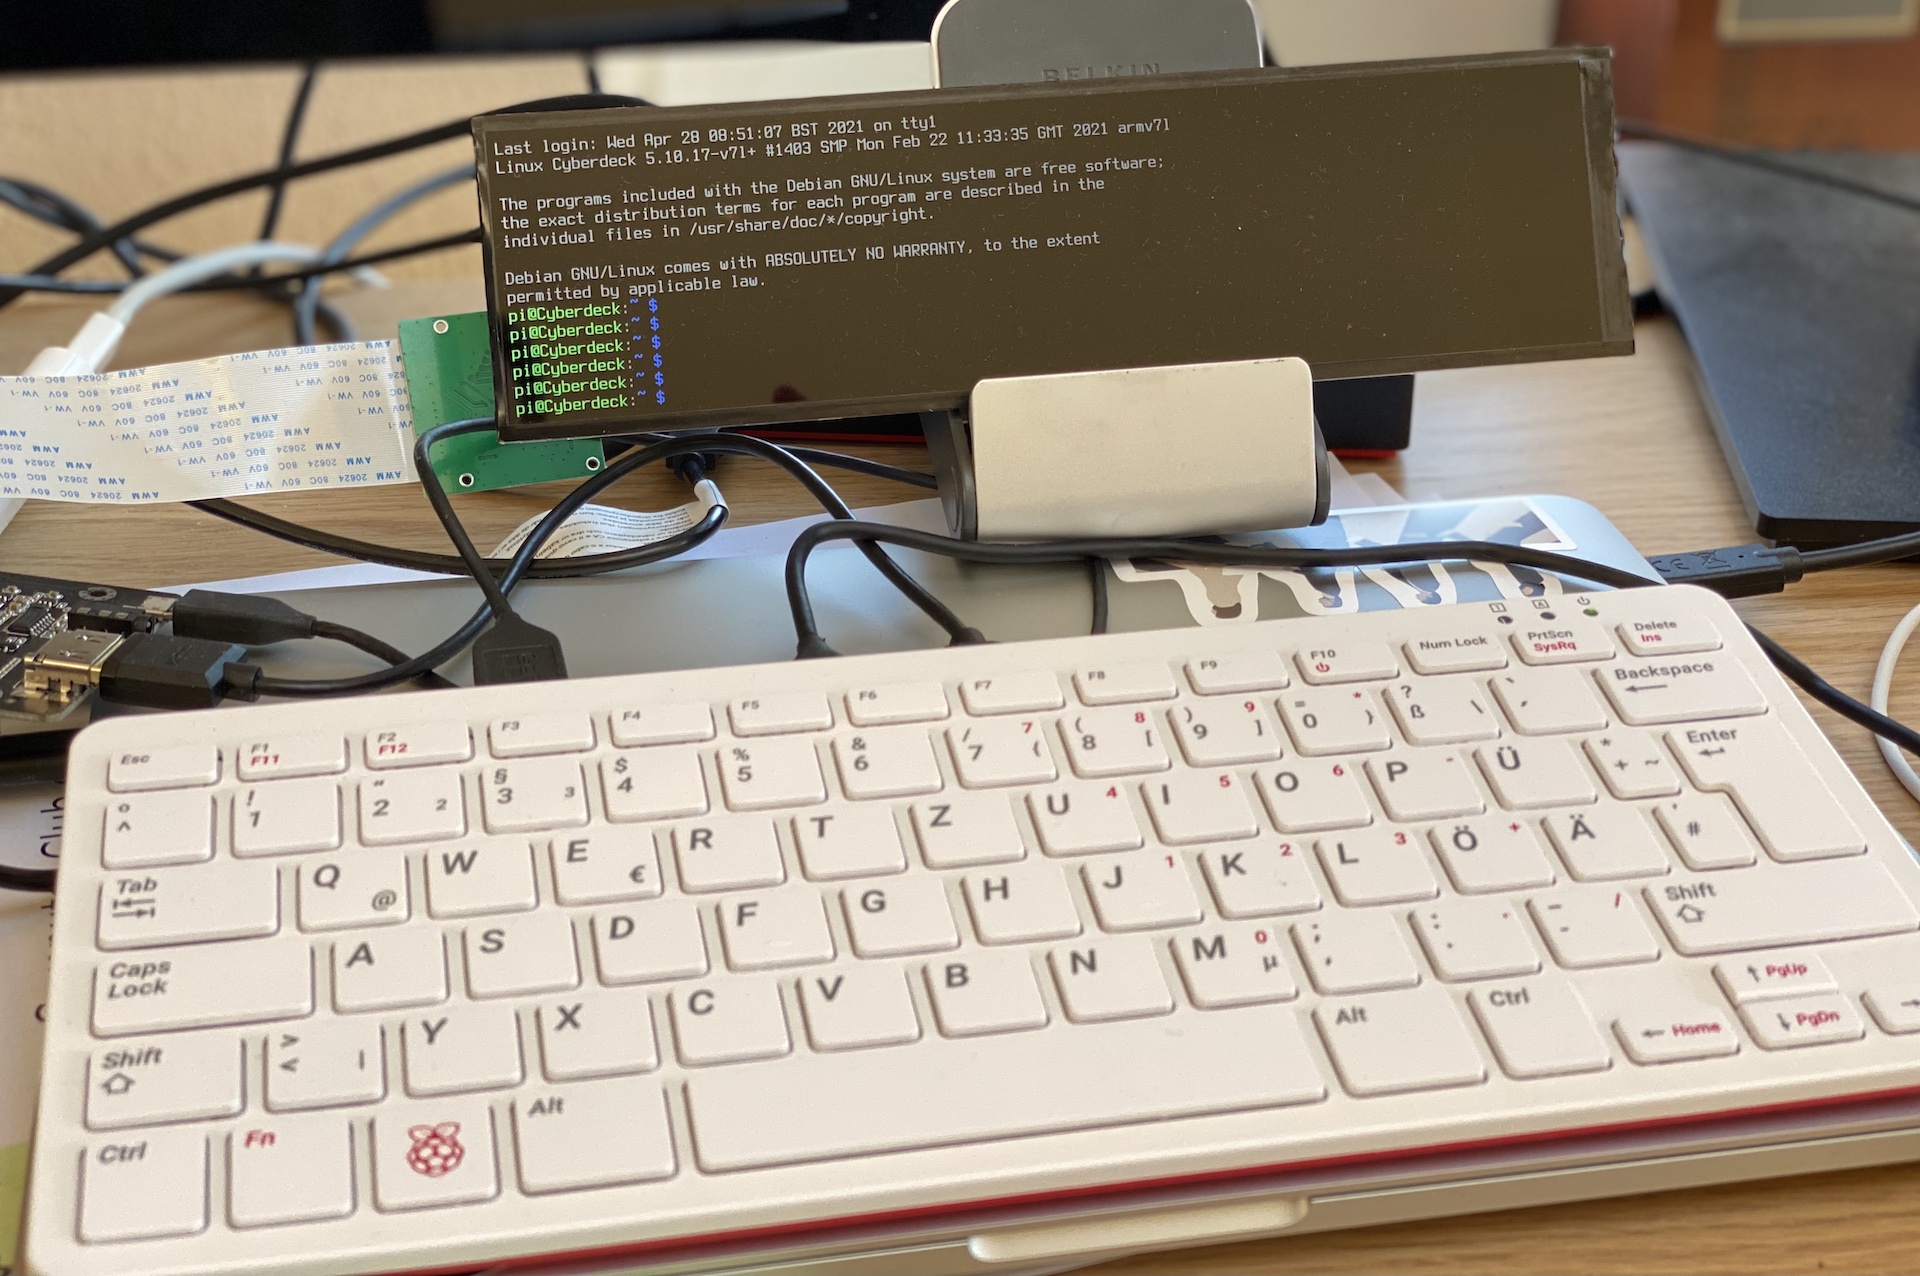 BELKIN
Last login: Wed Apr 28 08:51:07 BST 2021 on tty1
Linux Cyberdeck 5.10.17-v7l+ #1403 SMP Mon Feb 22 11:33:35 GMT 2021 armv7l
The programs included with the Debian GNU/Linux system are free software;
the exact distribution terms for each program are described in the
individual files in /usr/share/doc/*/copyright.
Debian GNU/Linux comes with ABSOLUTELY NO WARRANTY, to the extent
permitted by applicable law.
pi@Cyberdeck:~ $
pi@Cyberdeck:~ $
pi@Cyberdeck:~ $
pi@Cyberdeck:~ $
pi@Cyberdeck:~ $
pi@Cyberdeck:~ $
AWM 20624 80C 60V VW-1
Esc F1 F11 F2 F12 F3 F4 F5 F6 F7 F8 F9 F10 Num Lock PrtScn SysRq Delete Ins
° ^ ! 1 " 2 2 § 3 3 $ 4 % 5 & 6 / 7 7 { ( 8 8 [ ) 9 9 ] = 0 * } ? ß \ ` ´ Backspace
Tab Q @ W E € R T Z U 4 I 5 O 6 P - Ü * + ~ Enter
Caps Lock A S D F G H J 1 K 2 L 3 Ö + Ä ' #
Shift > < | Y X C V B N M 0 µ ; , : . . _ - / Shift
Ctrl Fn Alt Alt Ctrl ← Home ↑ PgUp ↓ PgDn →